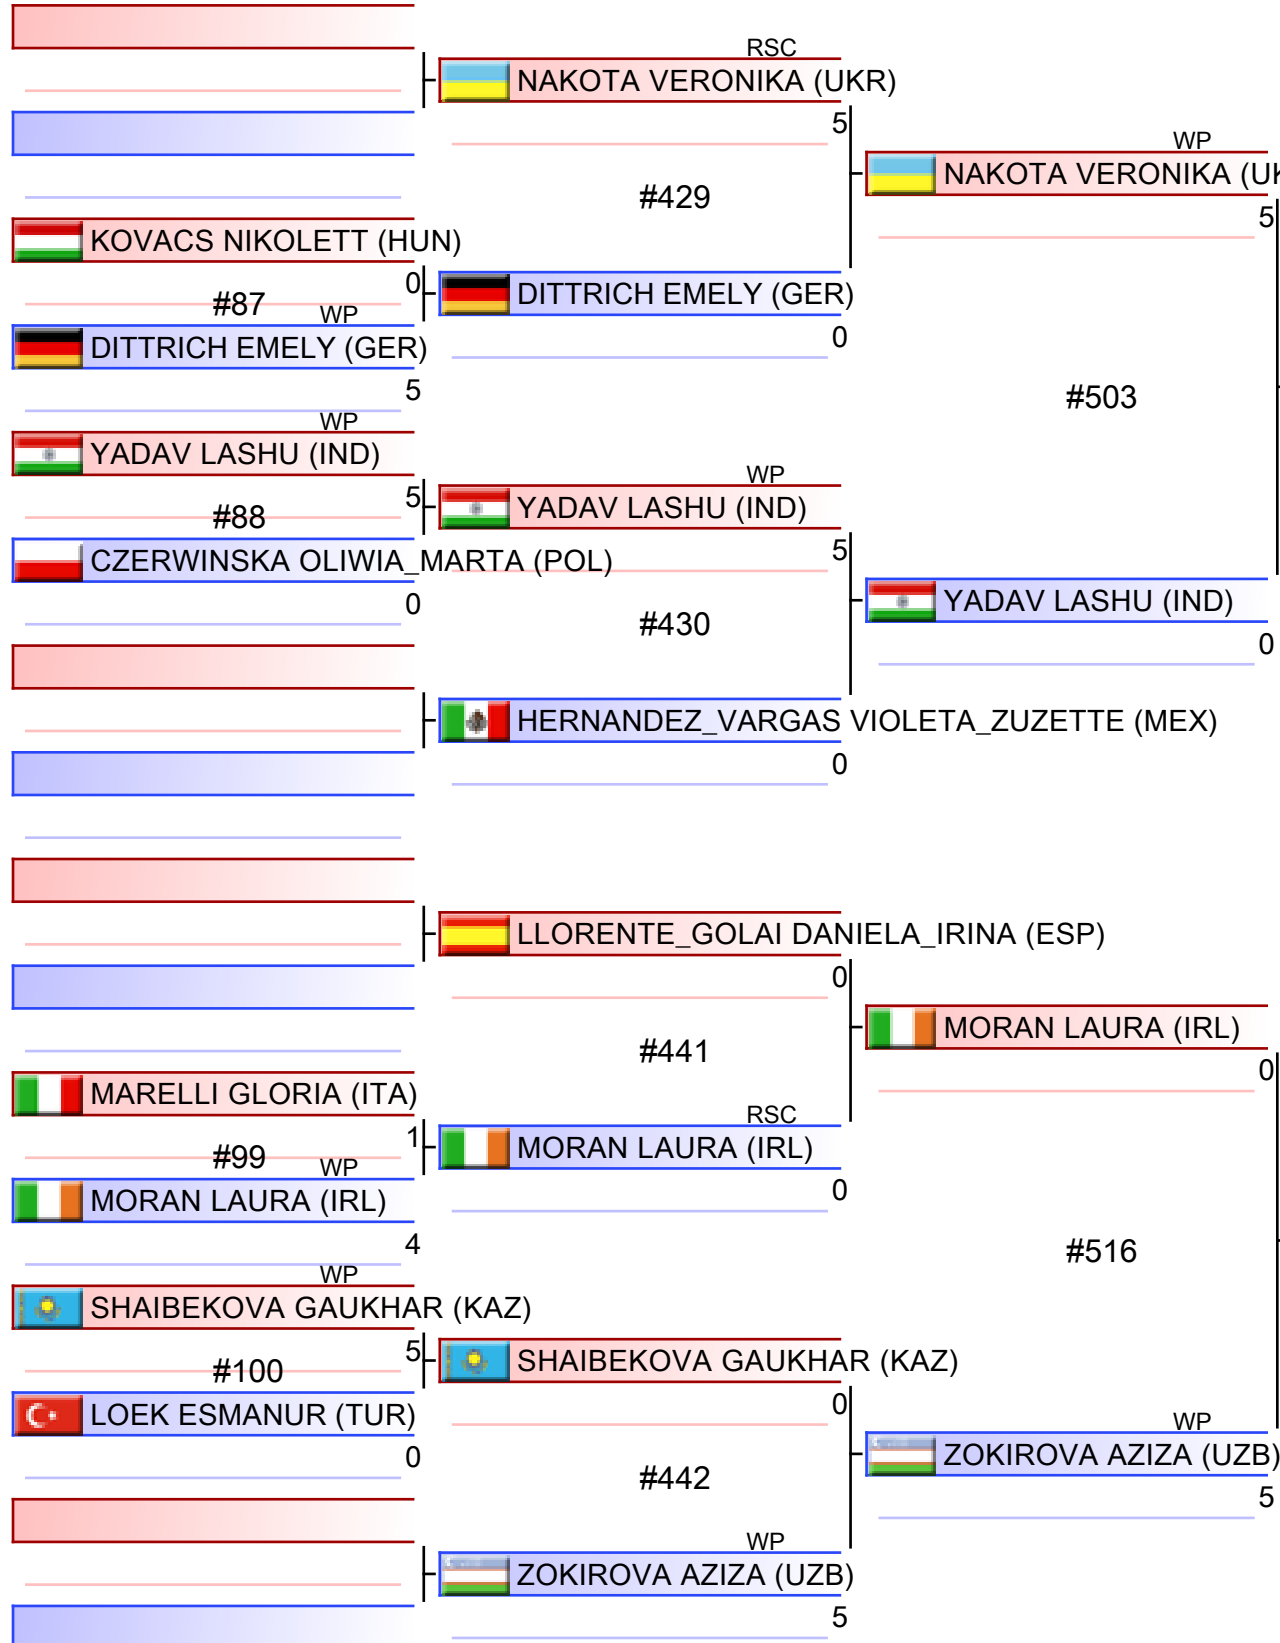 RSC
NAKOTA VERONIKA (UKR)
5
WP
NAKOTA VERONIKA (UK
#429
5
KOVACS NIKOLETT (HUN)
0
DITTRICH EMELY (GER)
#87
WP
0
DITTRICH EMELY (GER)
5
#503
WP
YADAV LASHU (IND)
WP
5
YADAV LASHU (IND)
#88
5
CZERWINSKA OLIWIA_MARTA (POL)
YADAV LASHU (IND)
0
#430
0
HERNANDEZ_VARGAS VIOLETA_ZUZETTE (MEX)
0
LLORENTE_GOLAI DANIELA_IRINA (ESP)
0
MORAN LAURA (IRL)
#441
0
MARELLI GLORIA (ITA)
RSC
1
MORAN LAURA (IRL)
#99
WP
MORAN LAURA (IRL)
0
4
#516
WP
SHAIBEKOVA GAUKHAR (KAZ)
5
SHAIBEKOVA GAUKHAR (KAZ)
#100
0
LOEK ESMANUR (TUR)
WP
0
ZOKIROVA AZIZA (UZB)
#442
5
WP
ZOKIROVA AZIZA (UZB)
5